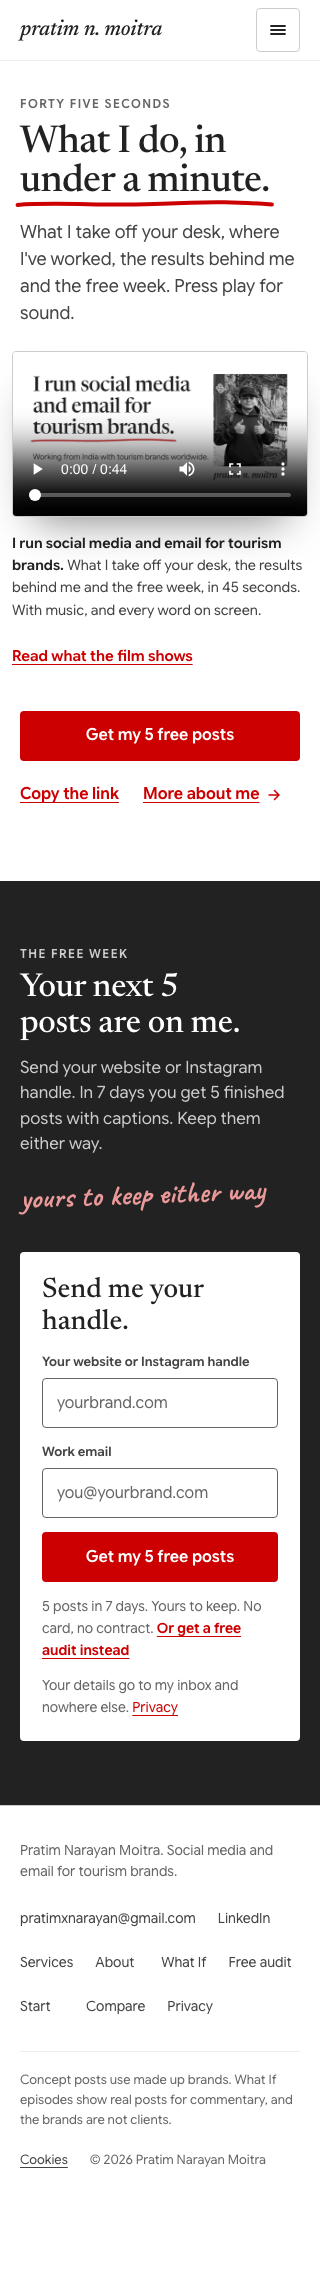 pratim n. moitra
FORTY FIVE SECONDS
What I do, in
under a minute.
What I take off your desk, where
I've worked, the results behind me
and the free week. Press play for
sound.
I run social media
and email for
tourism brands.
Working from India with tourism brands worldwide.
pratim n. moitra
0:00 / 0:44
I run social media and email for tourism
brands. What I take off your desk, the results
behind me and the free week, in 45 seconds.
With music, and every word on screen.
Read what the film shows
Get my 5 free posts
Copy the link More about me →
THE FREE WEEK
Your next 5
posts are on me.
Send your website or Instagram
handle. In 7 days you get 5 finished
posts with captions. Keep them
either way.
yours to keep either way
Send me your
handle.
Your website or Instagram handle
yourbrand.com
Work email
you@yourbrand.com
Get my 5 free posts
5 posts in 7 days. Yours to keep. No
card, no contract. Or get a free
audit instead
Your details go to my inbox and
nowhere else. Privacy
Pratim Narayan Moitra. Social media and
email for tourism brands.
pratimxnarayan@gmail.com LinkedIn
Services About What If Free audit
Start Compare Privacy
Concept posts use made up brands. What If
episodes show real posts for commentary, and
the brands are not clients.
Cookies © 2026 Pratim Narayan Moitra